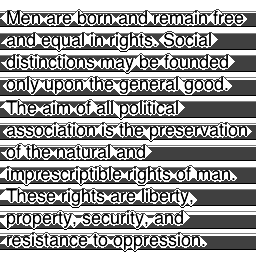 Men are born and remain free
and equal in rights. Social
distinctions may be founded
only upon the general good.
The aim of all political
association is the preservation
of the natural and
imprescriptible rights of man.
These rights are liberty,
property, security, and
resistance to oppression.